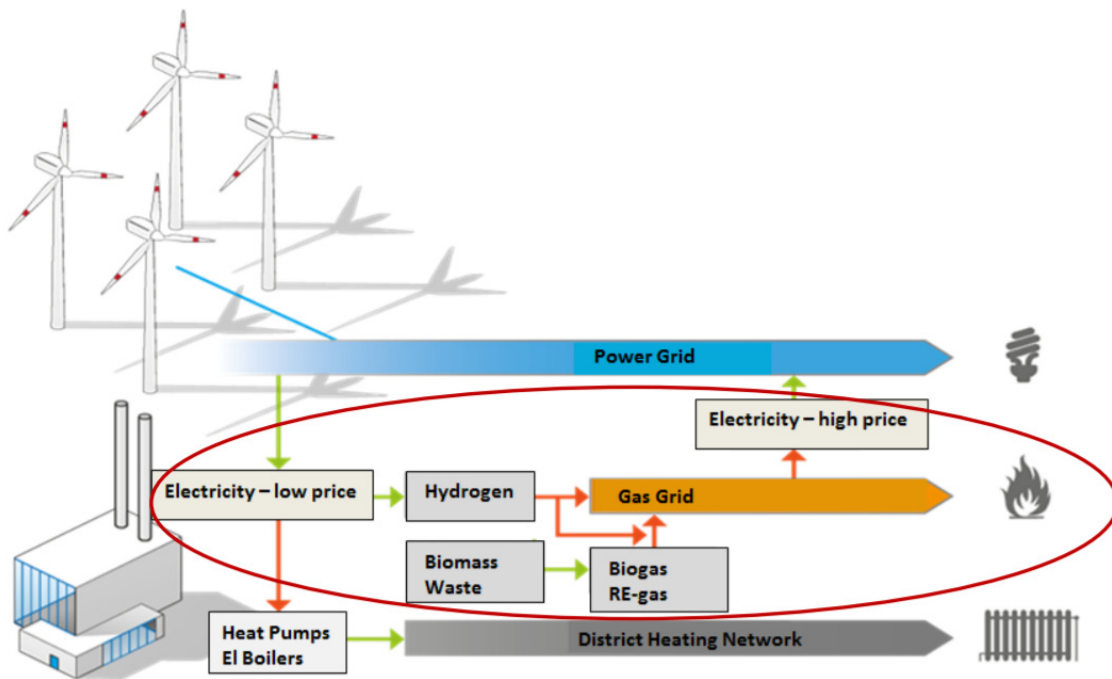 Power Grid
Electricity – high price
Electricity – low price
Hydrogen
Gas Grid
Biomass
Waste
Biogas
RE-gas
Heat Pumps
El Boilers
District Heating Network